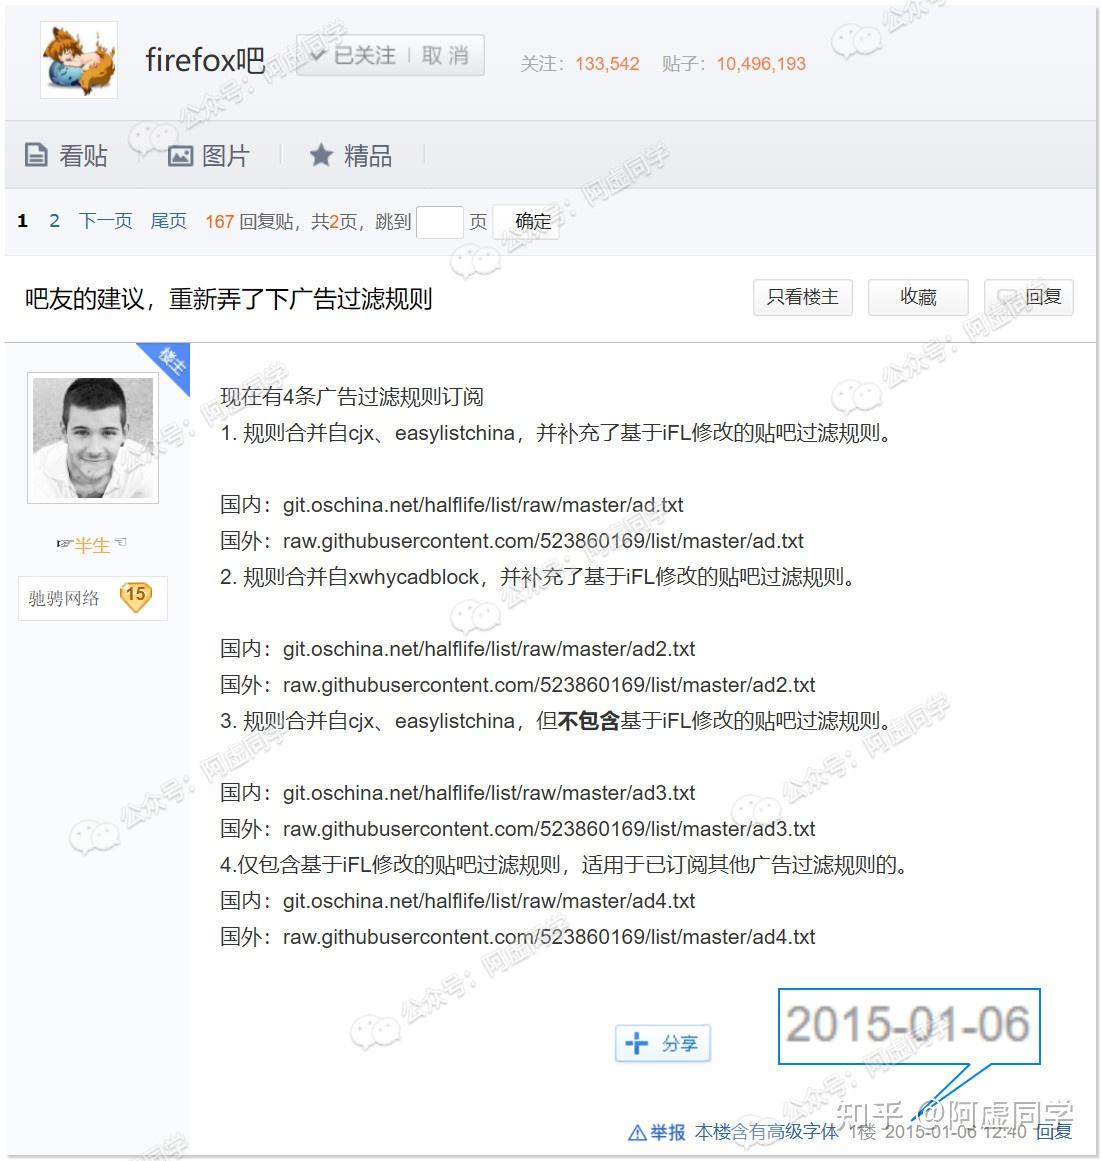 firefox吧
已关注 | 取消
关注：133,542 贴子：10,496,193
看贴 图片 精品
1 2 下一页 尾页 167回复贴，共2页，跳到 页 确定
吧友的建议，重新弄了下广告过滤规则
只看楼主 收藏 回复
楼主
☞半生☜
驰骋网络 15
现在有4条广告过滤规则订阅
1. 规则合并自cjx、easylistchina，并补充了基于iFL修改的贴吧过滤规则。
国内：git.oschina.net/halflife/list/raw/master/ad.txt
国外：raw.githubusercontent.com/523860169/list/master/ad.txt
2. 规则合并自xwhycadblock，并补充了基于iFL修改的贴吧过滤规则。
国内：git.oschina.net/halflife/list/raw/master/ad2.txt
国外：raw.githubusercontent.com/523860169/list/master/ad2.txt
3. 规则合并自cjx、easylistchina，但不包含基于iFL修改的贴吧过滤规则。
国内：git.oschina.net/halflife/list/raw/master/ad3.txt
国外：raw.githubusercontent.com/523860169/list/master/ad3.txt
4.仅包含基于iFL修改的贴吧过滤规则，适用于已订阅其他广告过滤规则的。
国内：git.oschina.net/halflife/list/raw/master/ad4.txt
国外：raw.githubusercontent.com/523860169/list/master/ad4.txt
分享
2015-01-06
举报 本楼含有高级字体 1楼 2015-01-06 12:40 回复
知乎 @阿虚同学
公众号：阿虚同学